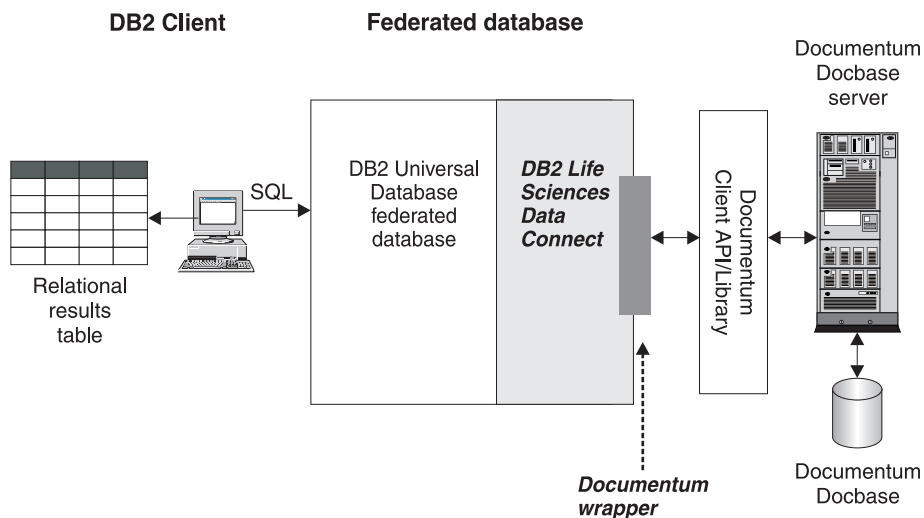 DB2 Client
Federated database
Documentum
Docbase
server
SQL
DB2 Universal
Database
federated
database
DB2 Life
Sciences
Data
Connect
Documentum
Client API/Library
Relational
results
table
Documentum
wrapper
Documentum
Docbase